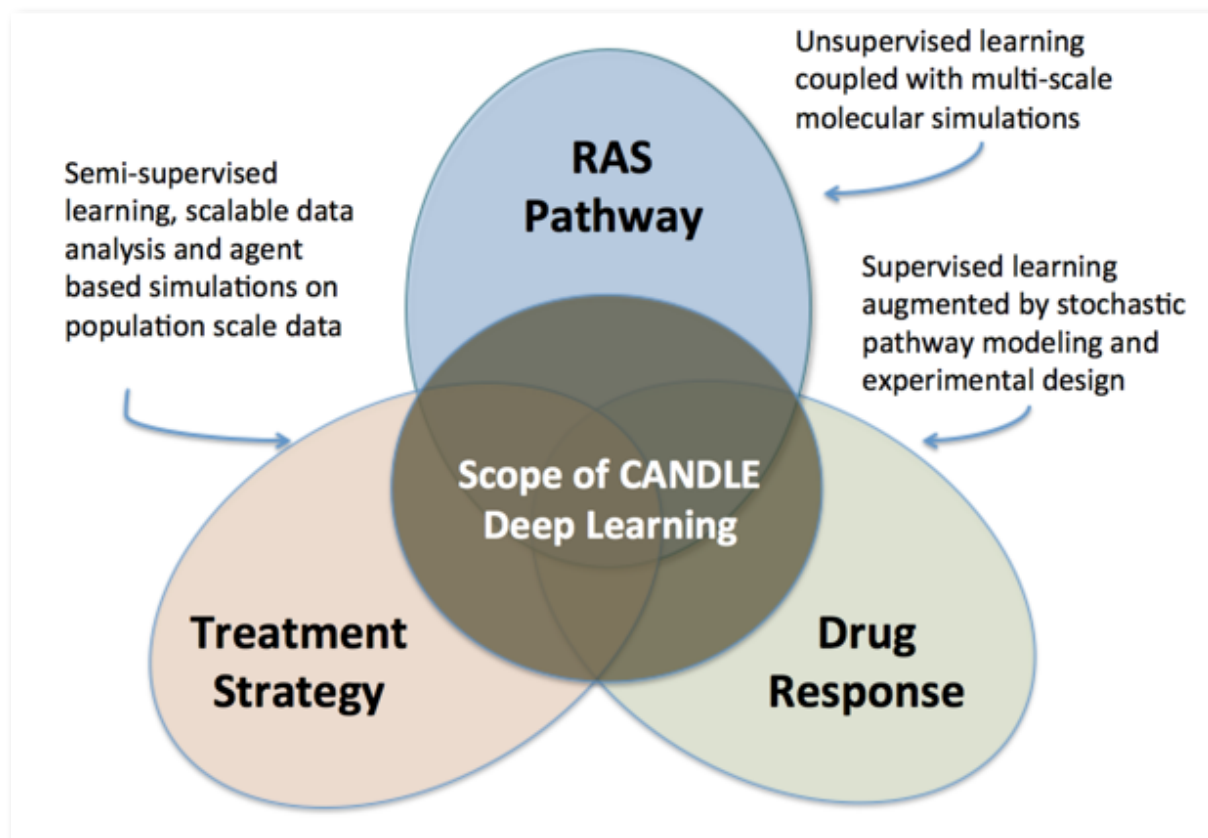 Unsupervised learning
coupled with multi-scale
molecular simulations
RAS
Pathway
Semi-supervised
learning, scalable data
analysis and agent
based simulations on
population scale data
Supervised learning
augmented by stochastic
pathway modeling and
experimental design
Scope of CANDLE
Deep Learning
Treatment
Strategy
Drug
Response